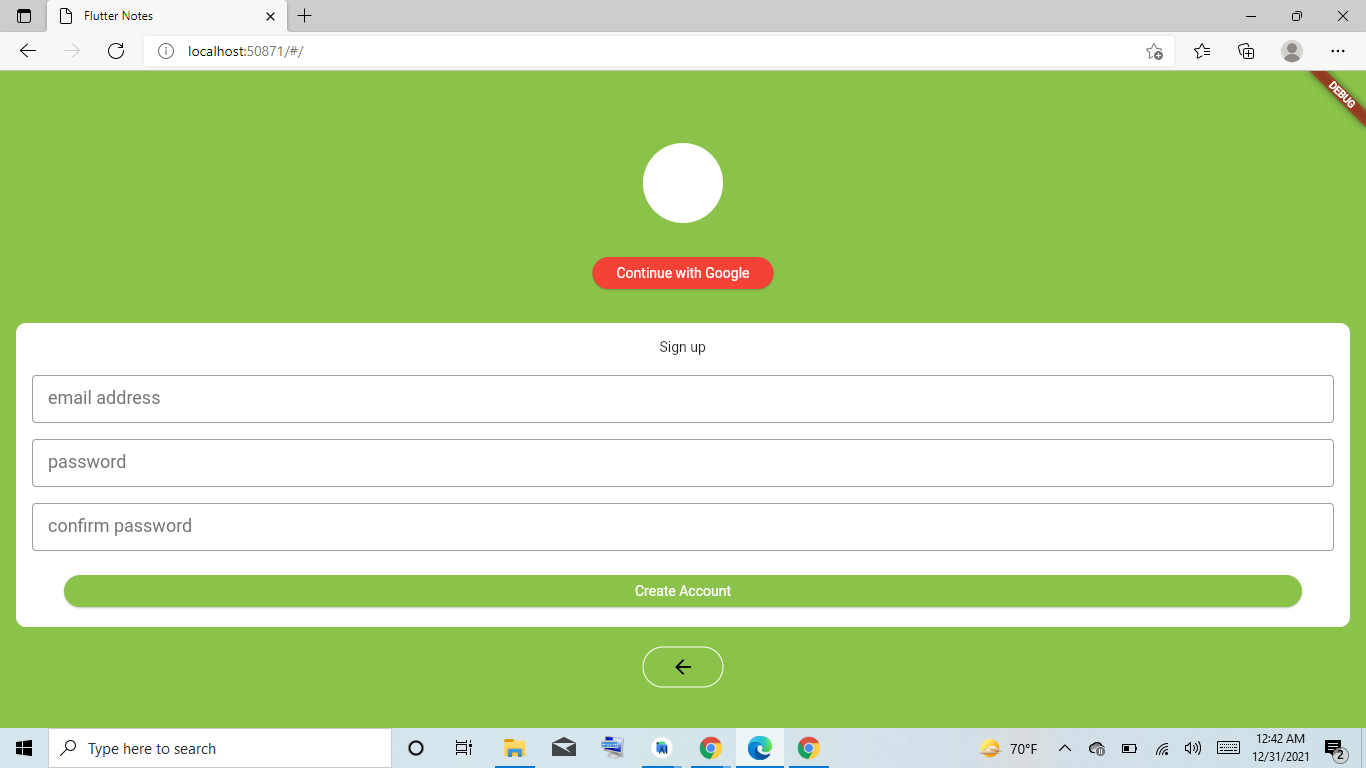 Flutter Notes
localhost:50871/#/
DEBUG
Continue with Google
Sign up
email address
password
confirm password
Create Account
Type here to search
70°F
12:42 AM
12/31/2021
2